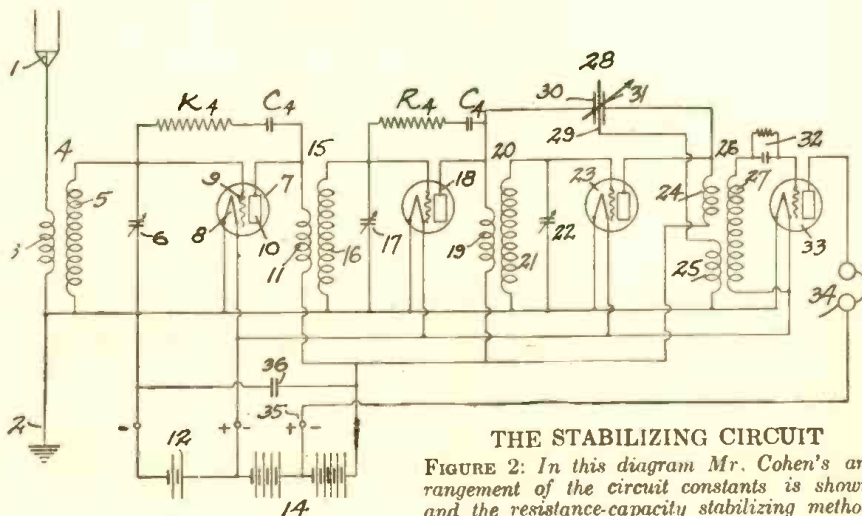 28
K4 C4 R4 C4 30 31
1
29
4 15 20 26 32
9 7 18 23 24 27
5
8 10
3 6 11 16 17 19 21 22 25 33
34
36
2 - + - 35 + -
12
14
THE STABILIZING CIRCUIT
FIGURE 2: In this diagram Mr. Cohen's ar-
rangement of the circuit constants is show
and the resistance-capacity stabilizing metho